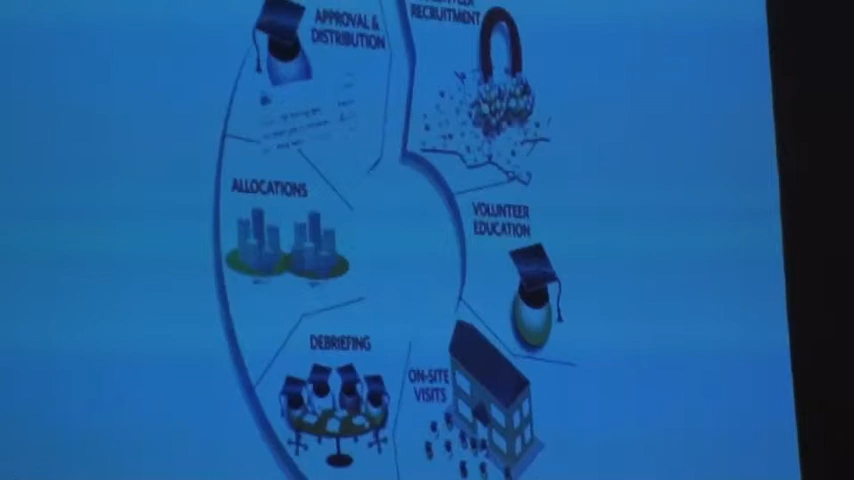 APPROVAL &
DISTRIBUTION
RECRUITMENT
ALLOCATIONS
VOLUNTEER
EDUCATION
DEBRIEFING
ON-SITE
VISITS